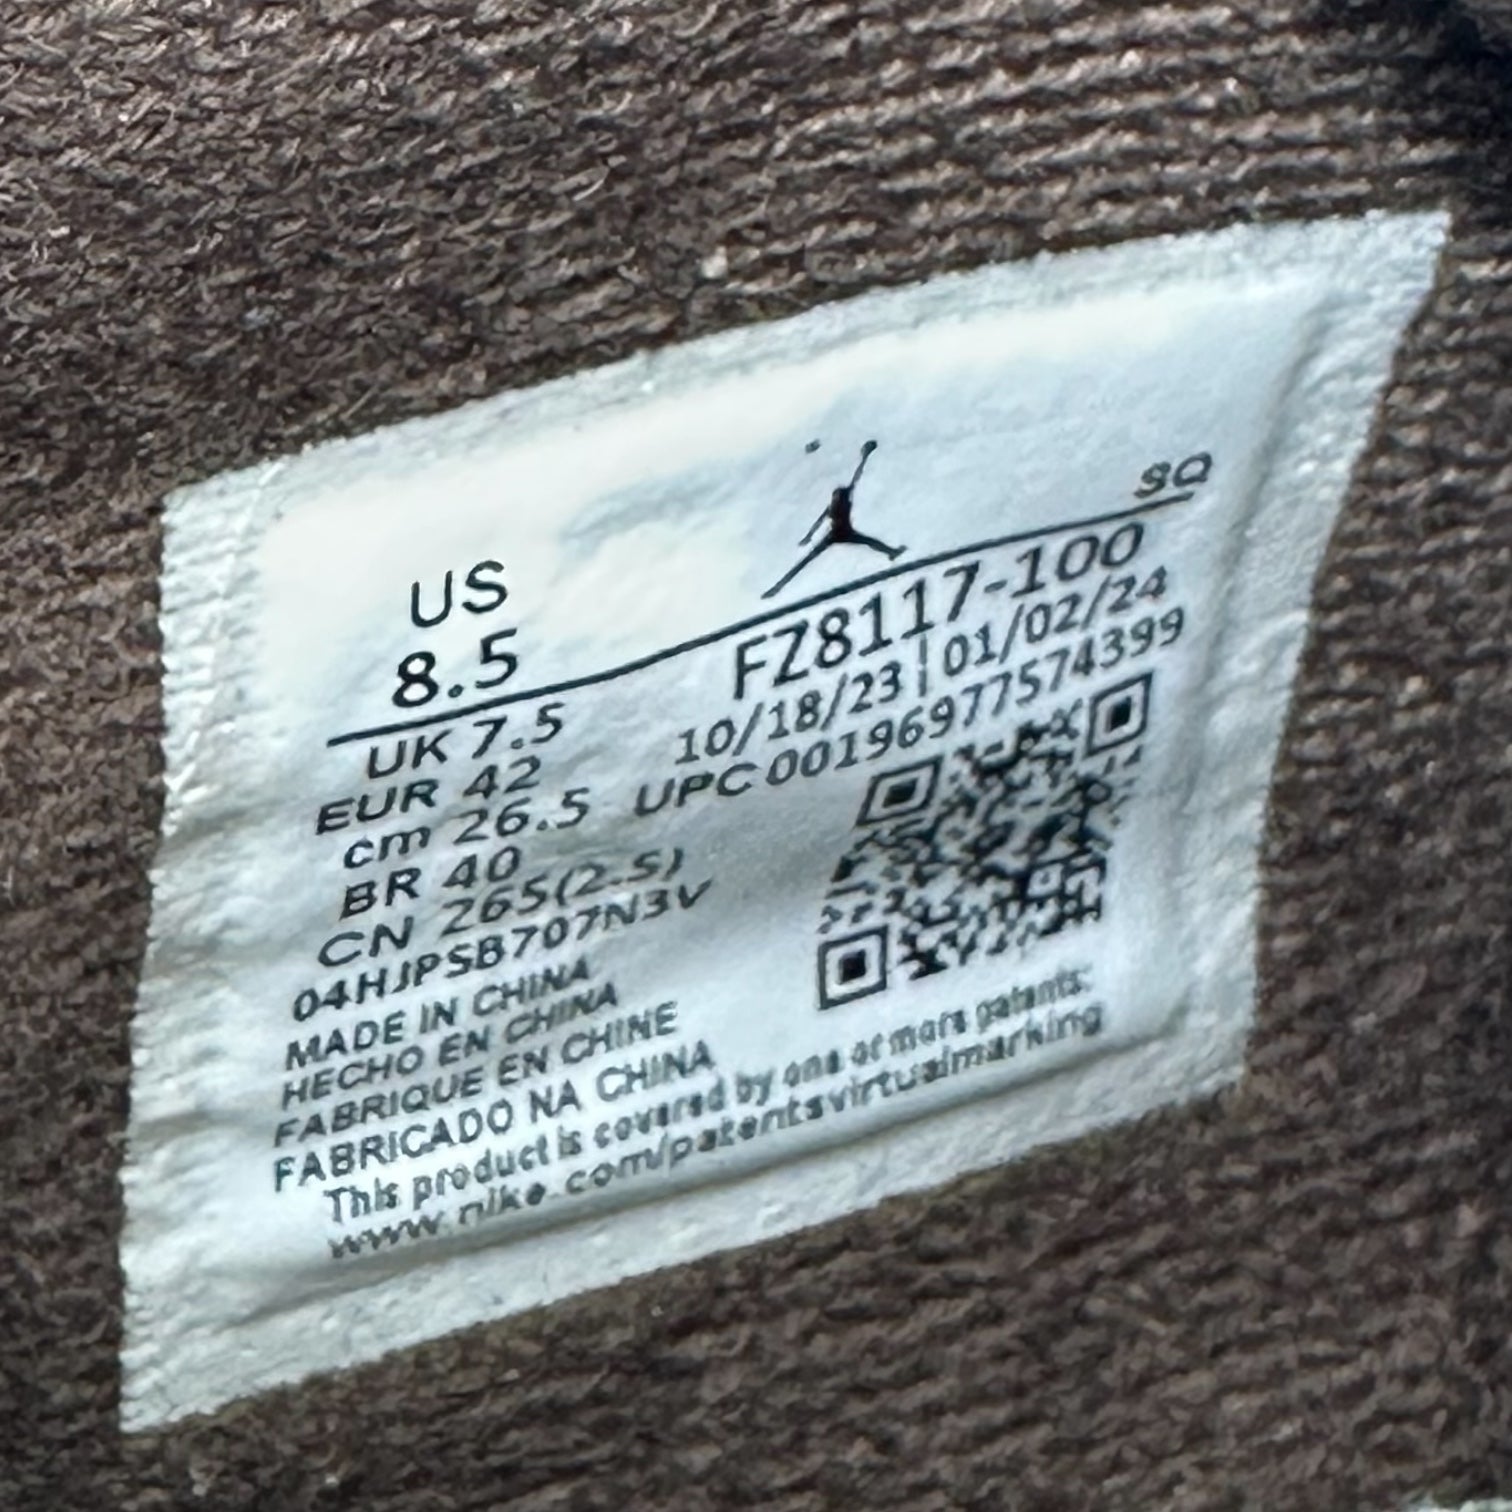 SQ
US
8.5
FZ8117-100
10/18/23 | 01/02/24
UPC 00196977574399
UK 7.5
EUR 42
cm 26.5
BR 40
CN 265(2.5)
04HJPSB707N3V
MADE IN CHINA
HECHO EN CHINA
FABRIQUE EN CHINE
FABRICADO NA CHINA
This product is covered by one or more patents:
www.nike.com/patentsvirtualmarking